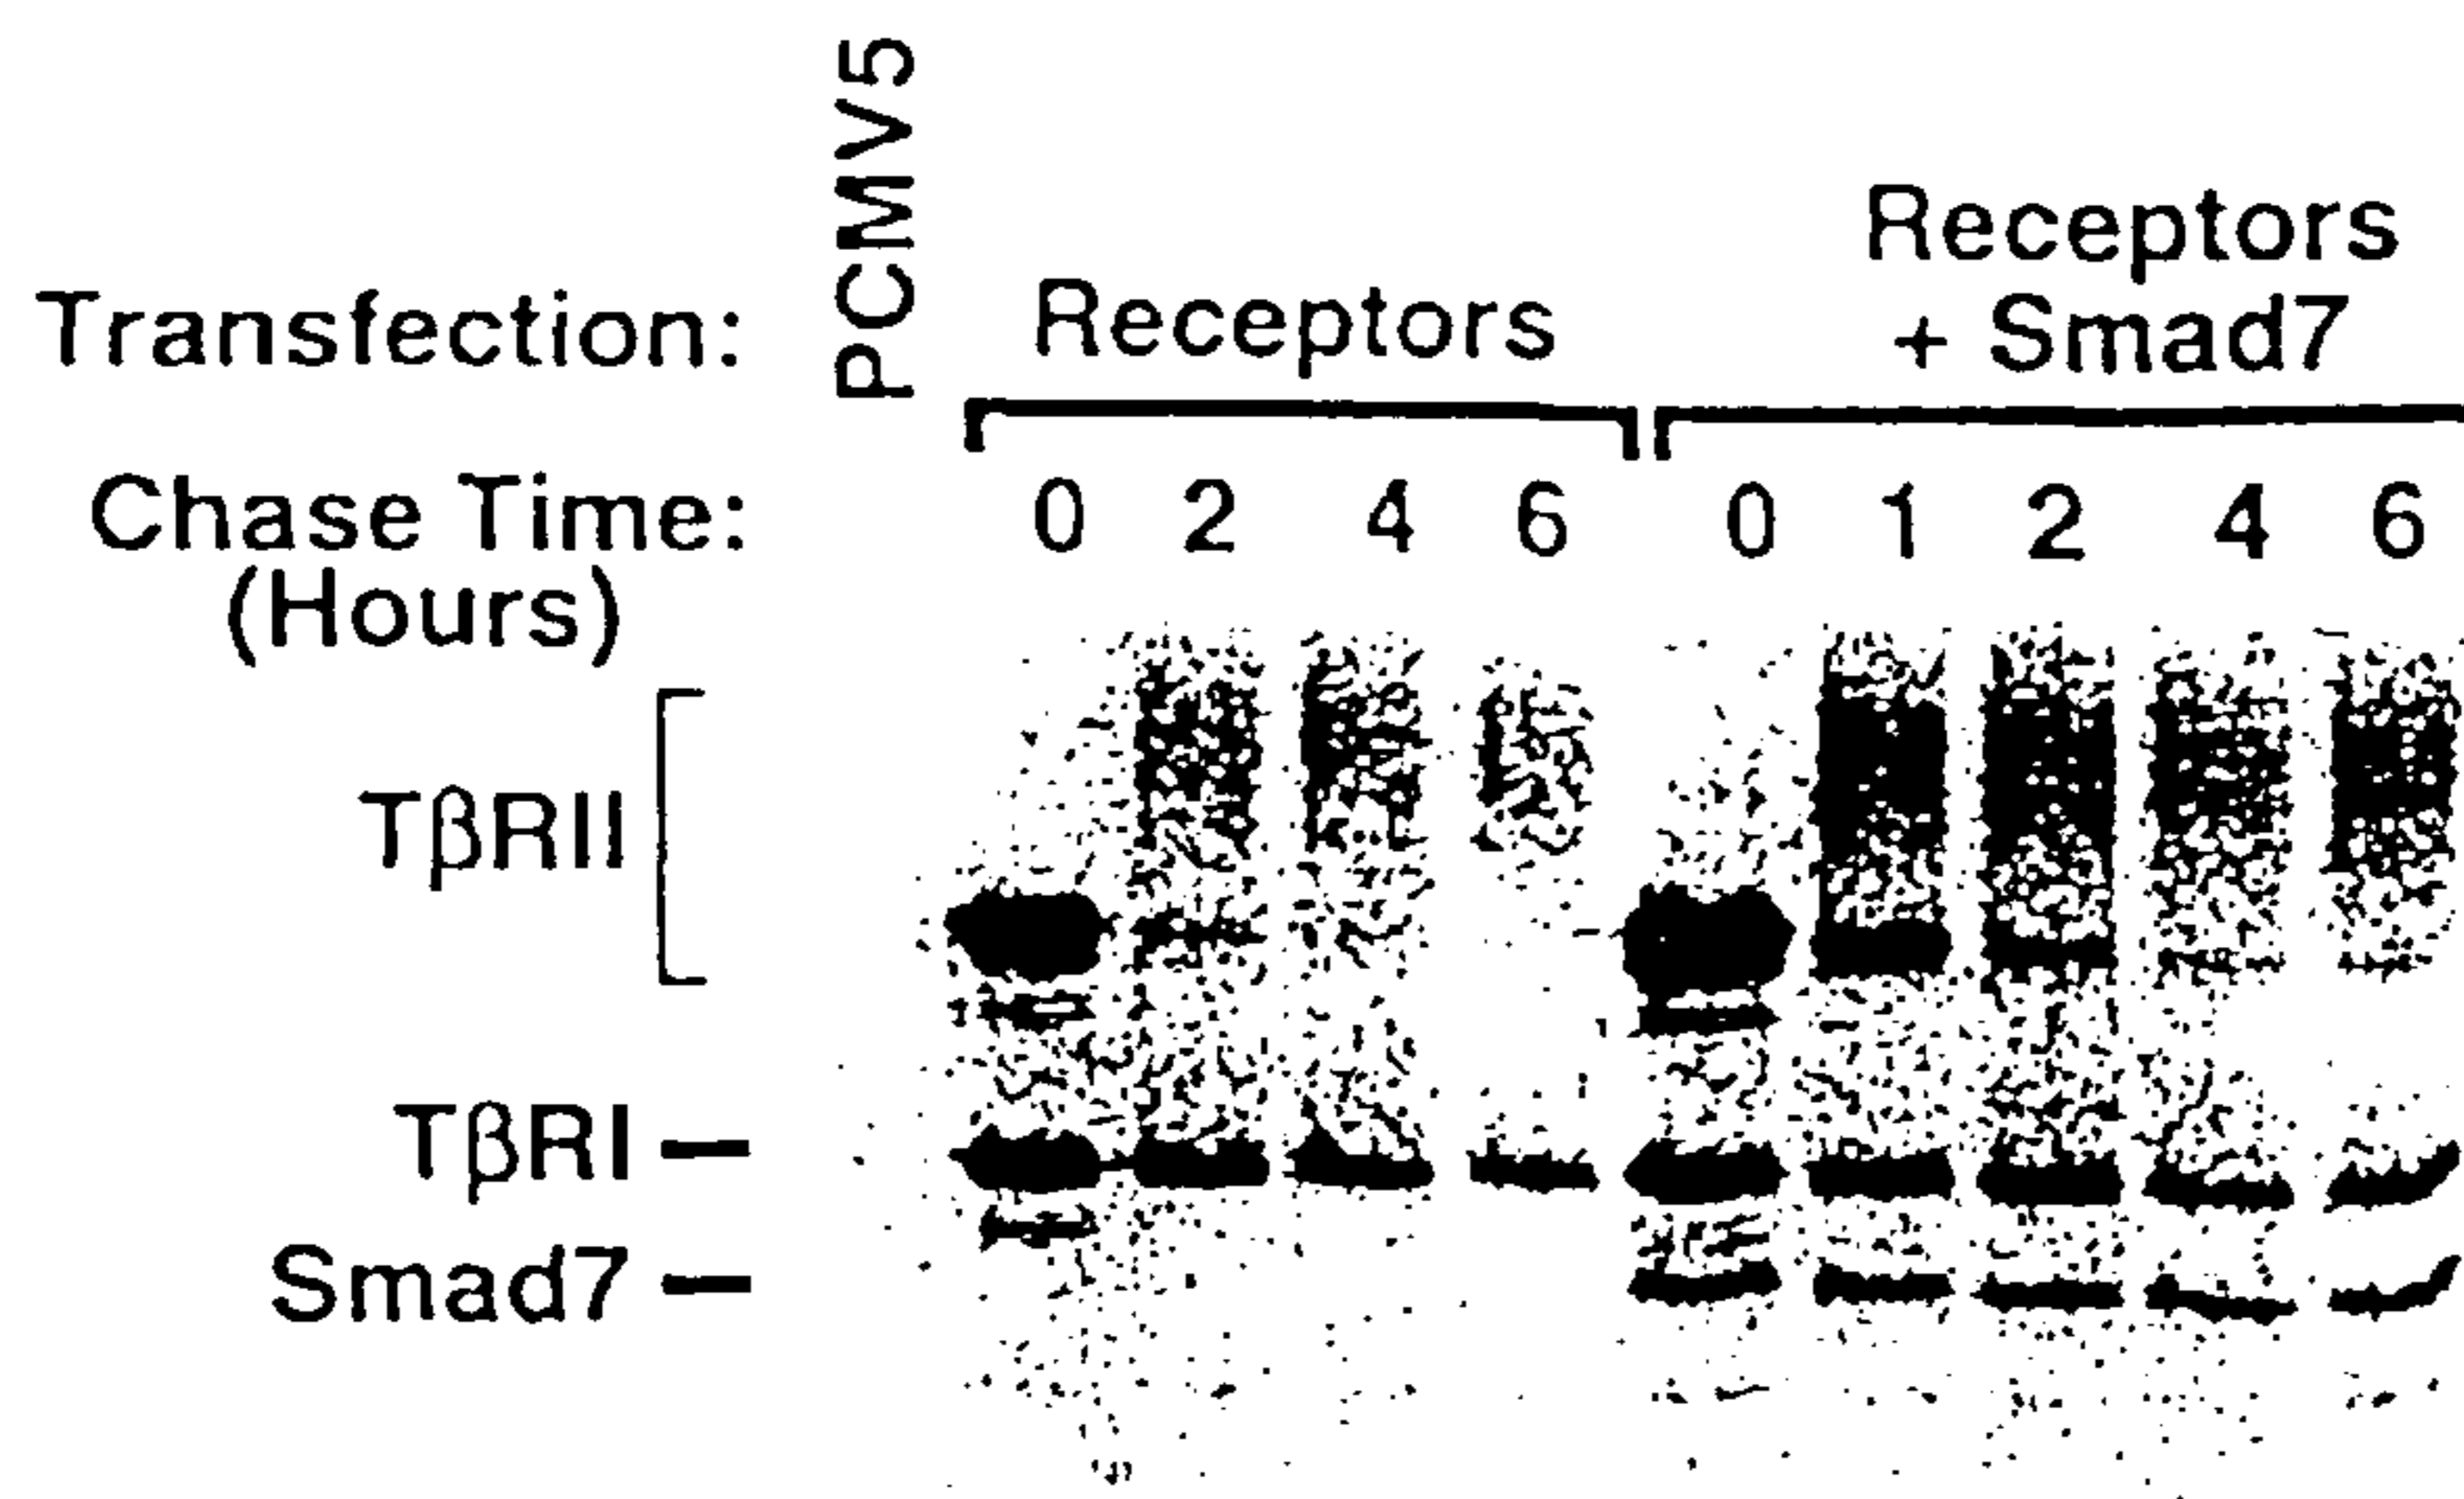 pCMV5
Receptors
+ Smad7
Transfection: Receptors
Chase Time: 0 2 4 6 0 1 2 4 6
(Hours)
TβRII
TβRI
Smad7